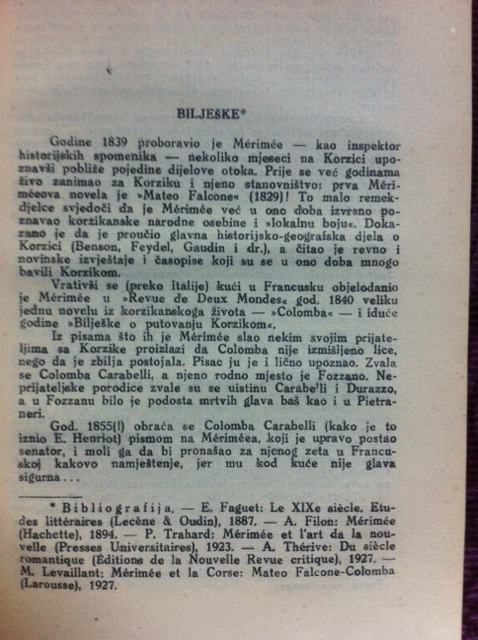 BILJEŠKE*
Godine 1839 proboravio je Mérimée — kao inspektor
historijskih spomenika — nekoliko mjeseci na Korzici upo-
znavši pobliže pojedine dijelove otoka. Prije se već godinama
živo zanimao za Korziku i njeno stanovništvo: prva Méri-
méeova novela je »Mateo Falcone« (1829)! To malo remek-
djelce svjedoči da je Mérimée već u ono doba izvrsno po-
znavao korzikanske narodne osebine i »lokalnu boju«. Doka-
zano je da je proučio glavna historijsko-geografska djela o
Korzici (Benson, Feydel, Gaudin i dr.), a čitao je revno i
novinske izvještaje i časopise koji su se u ono doba mnogo
bavili Korzikom.
Vrativši se (preko Italije) kući u Francusku objelodanio
je Mérimée u »Revue de Deux Mondes« god. 1840 veliku
jednu novelu iz korzikanskoga života — »Colomba« — i iduće
godine »Bilješke o putovanju Korzikom«.
Iz pisama što ih je Mérimée slao nekim svojim prijate-
ljima sa Korzike proizlazi da Colomba nije izmišljeno lice,
nego da je zbilja postojala. Pisac ju je i lično upoznao. Zvala
se Colomba Carabelli, a njeno rodno mjesto je Fozzano. Ne-
prijateljske porodice zvale su se uistinu Carabe'li i Durazzo,
a u Fozzanu bilo je podosta mrtvih glava baš kao i u Pietra-
neri.
God. 1855(!) obraća se Colomba Carabelli (kako je to
iznio E. Henriot) pismom na Mériméea, koji je upravo postao
senator, i moli ga da bi pronašao za njenog zeta u Francu-
skoj kakovo namještenje, jer mu kod kuće nije glava
sigurna...
* Bibliografija. — E. Faguet: Le XIXe siècle. Etu-
des littéraires (Lecène & Oudin), 1887. — A. Filon: Mérimée
(Hachette), 1894. — P. Trahard: Mérimée et l'art da la nou-
velle (Presses Universitaires), 1923. — A. Thérive: Du siècle
romantique (Éditions de la Nouvelle Revue critique), 1927. —
M. Levaillant: Mérimée et la Corse: Mateo Falcone-Colomba
(Larousse), 1927.